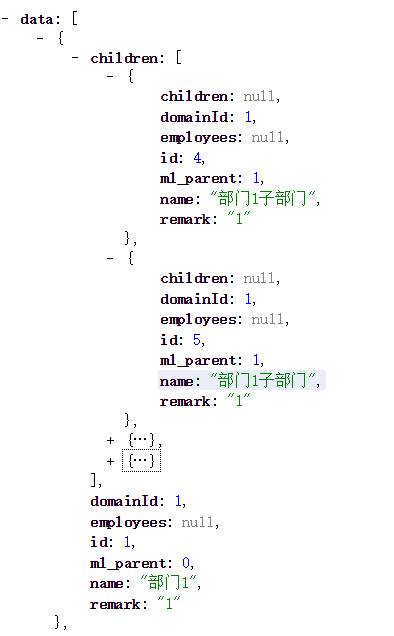 - data: [
- {
- children: [
- {
children: null,
domainId: 1,
employees: null,
id: 4,
ml_parent: 1,
name: "部门1子部门",
remark: "1"
},
- {
children: null,
domainId: 1,
employees: null,
id: 5,
ml_parent: 1,
name: "部门1子部门",
remark: "1"
},
+ {…},
+ {…}
],
domainId: 1,
employees: null,
id: 1,
ml_parent: 0,
name: "部门1",
remark: "1"
},